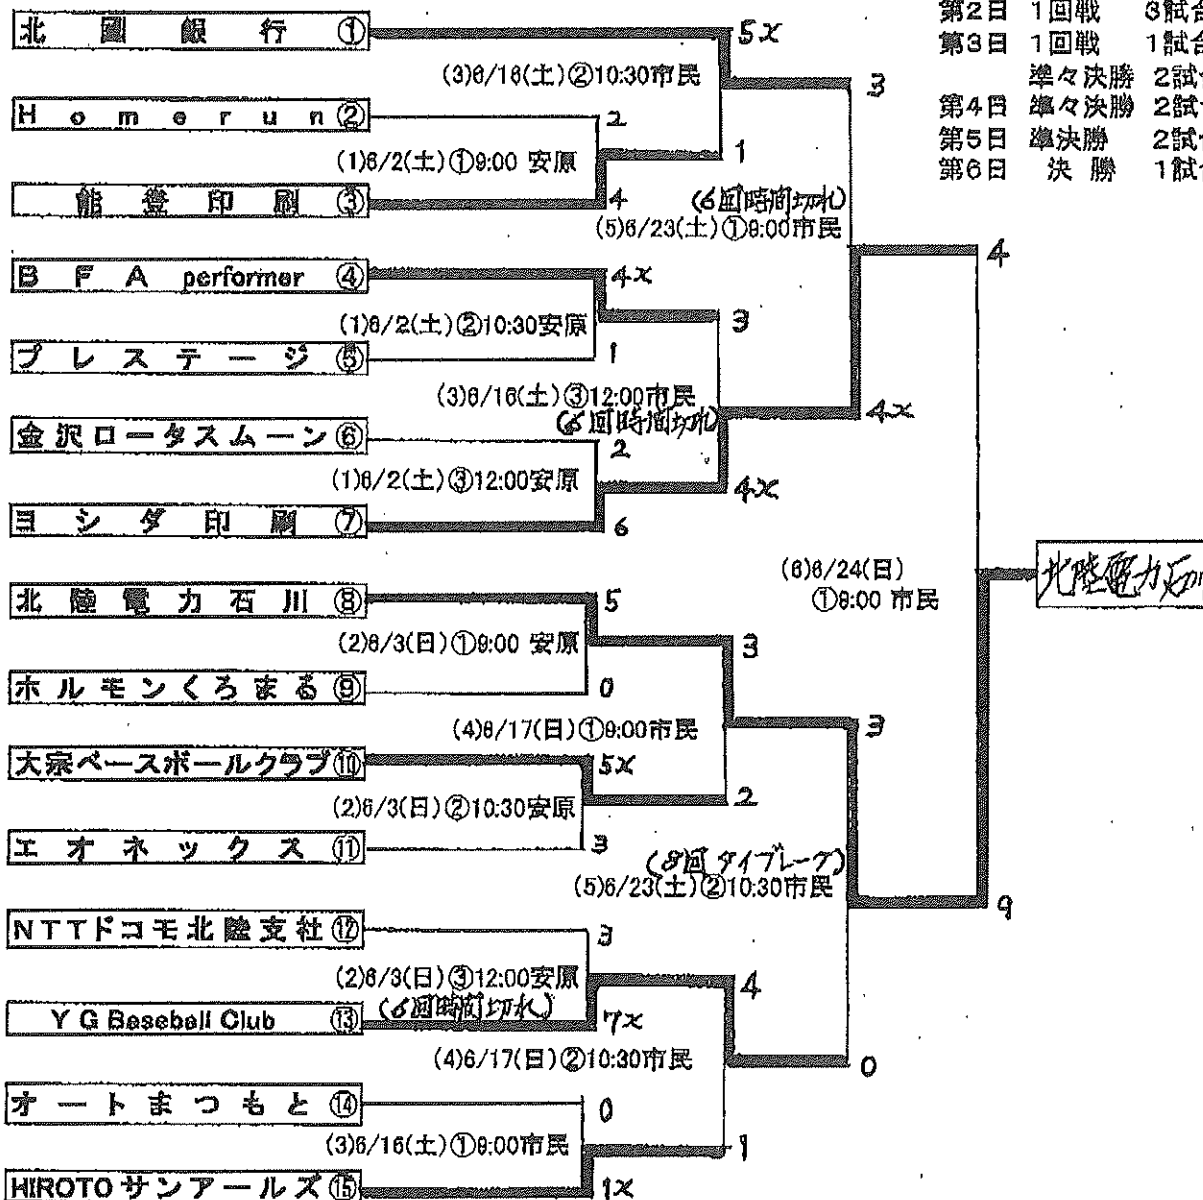 第2日 1回戦 3試合
北國銀行 ① 5x
第3日 1回戦 1試合
(3)6/16(土)②10:30市民 3
準々決勝 2試
Homerun ② 2
第4日 準々決勝 2試
(1)6/2(土)①9:00 安原 1
第5日 準決勝 2試
第6日 決勝 1試
能登印刷 ③ 4
(6回時間切れ)
(5)6/23(土)①9:00市民
4
BFA performer ④ 4x
(1)6/2(土)②10:30安原 3
プレステージ ⑤ 1
(3)6/16(土)③12:00市民
(6回時間切れ) 4x
金沢ロータスムーン ⑥ 2
(1)6/2(土)③12:00安原 4x
ヨシダ印刷 ⑦ 6
(6)6/24(日)
①9:00 市民
北陸電力石川
北陸電力石川 ⑧ 5
(2)6/3(日)①9:00 安原 3
ホルモンくろまる ⑨ 0
(4)6/17(日)①9:00市民 3
大宗ベースボールクラブ ⑩ 5x
(2)6/3(日)②10:30安原 2
エオネックス ⑪ 3
(8回タイブレーク)
(5)6/23(土)②10:30市民
9
NTTドコモ北陸支社 ⑫ 3
(2)6/3(日)③12:00安原 4
(6回時間切れ)
YG Baseball Club ⑬ 7x
(4)6/17(日)②10:30市民 0
オートまつもと ⑭ 0
(3)6/16(土)①9:00市民 1
HIROTOサンアールズ ⑮ 1x